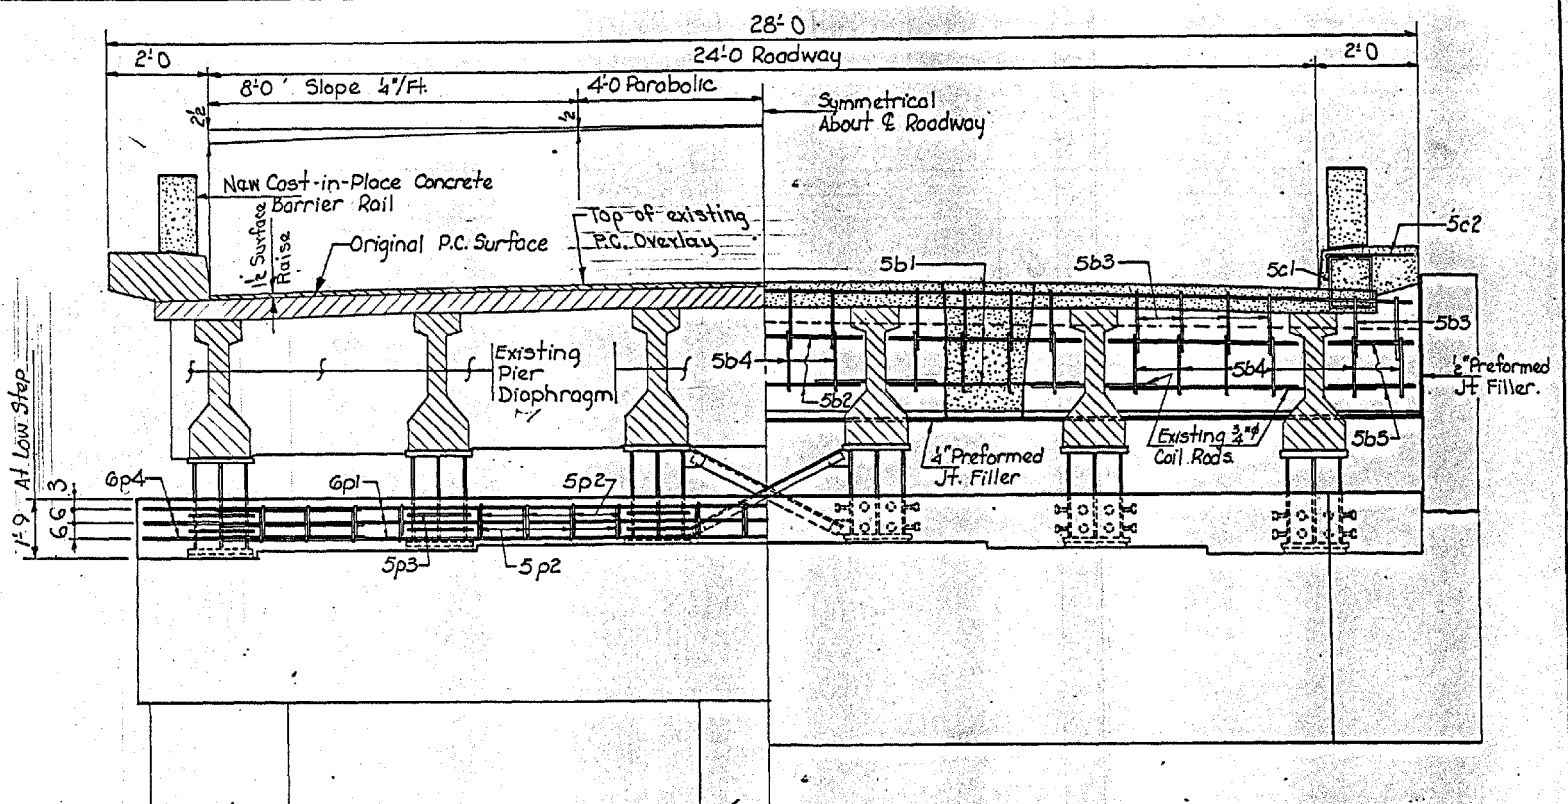 28'-0
2'-0
24'-0 Roadway
2'-0
8'-0 Slope ¼"/Ft.
4'-0 Parabolic
2½
½
Symmetrical
About ℄ Roadway
New Cast-in-Place Concrete
Barrier Rail
Surface
Raise
Original P.C. Surface
Top of existing
P.C. Overlay
5b1
5b3
5c1
5c2
5b3
5b4
5b4
5b2
5b5
Existing
Pier
Diaphragm
½" Preformed
Jt. Filler.
Existing ¾"φ
Coil Rods
¼" Preformed
Jt. Filler
1'-9 At Low Step
3
6
6
6p4
6p1
5p2
5p3
5p2